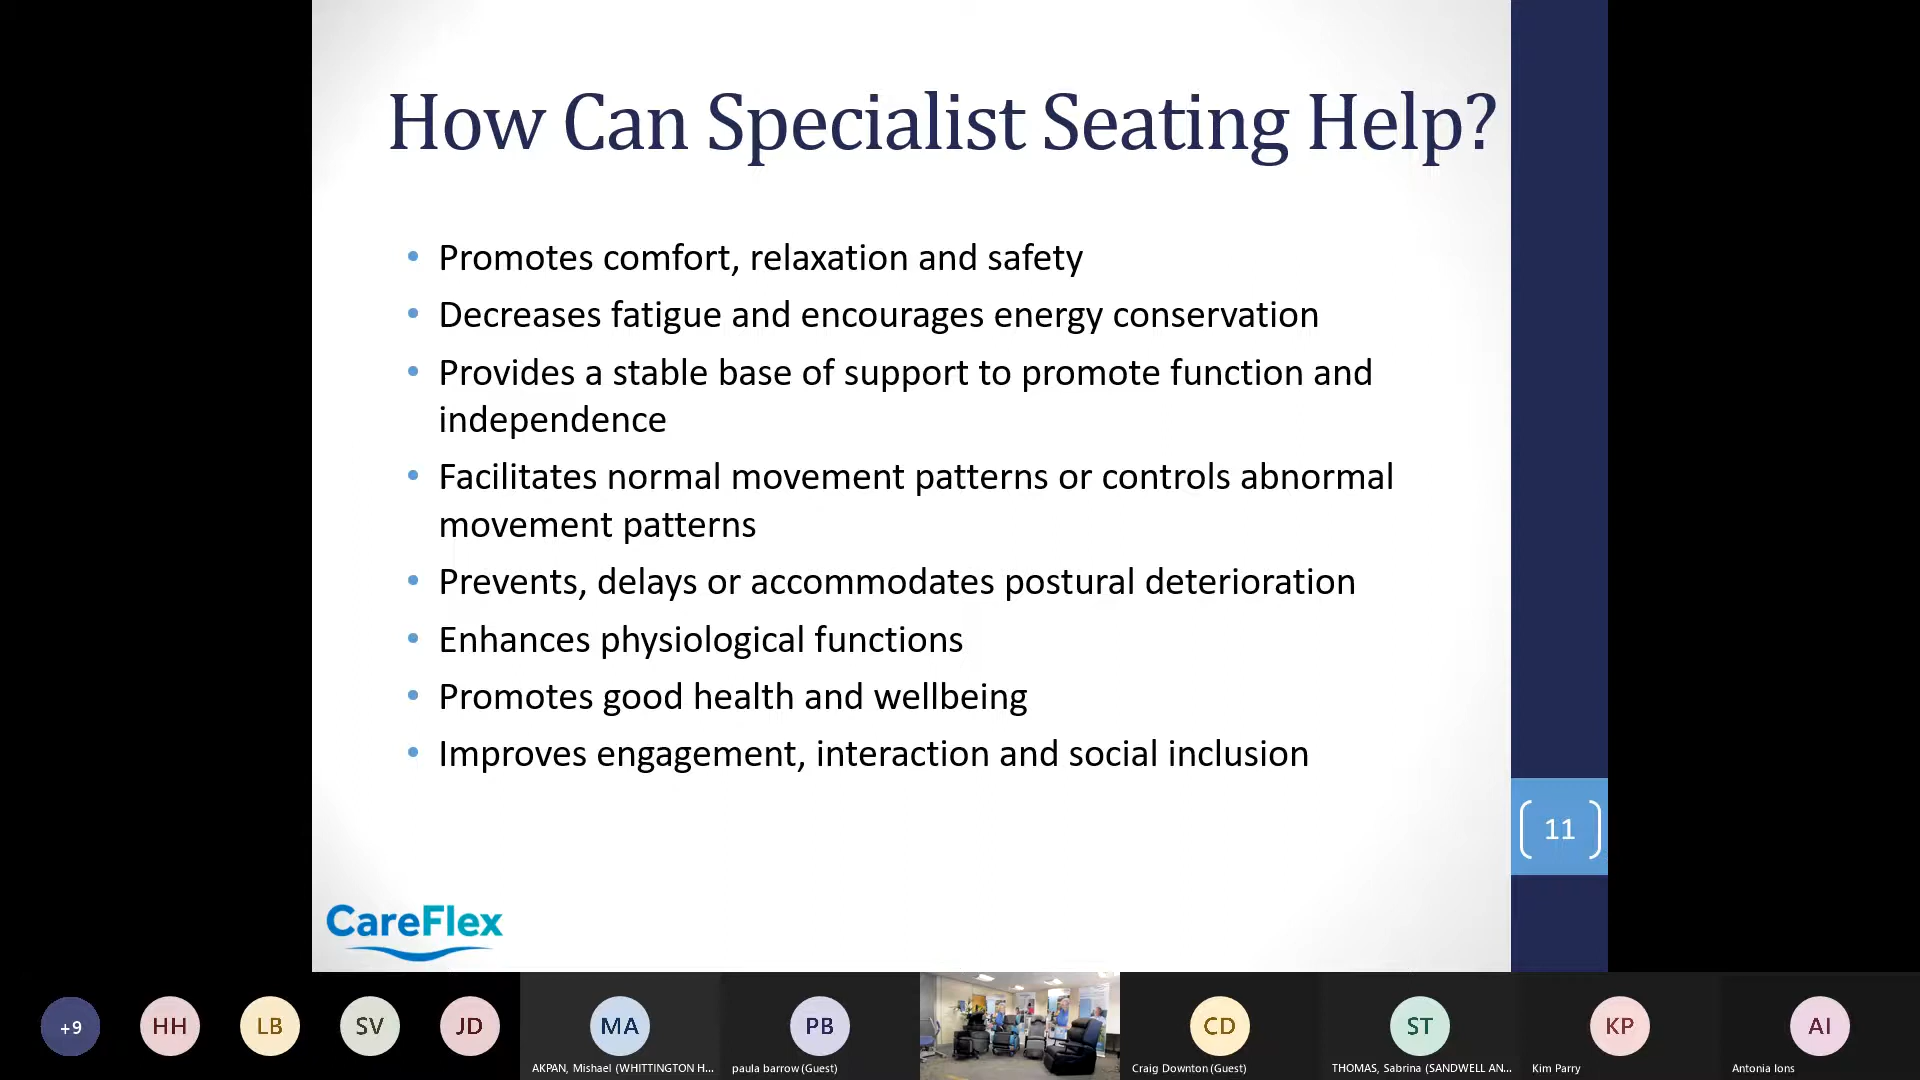 How Can Specialist Seating Help?
• Promotes comfort, relaxation and safety
• Decreases fatigue and encourages energy conservation
• Provides a stable base of support to promote function and
independence
• Facilitates normal movement patterns or controls abnormal
movement patterns
• Prevents, delays or accommodates postural deterioration
• Enhances physiological functions
• Promotes good health and wellbeing
• Improves engagement, interaction and social inclusion
11
CareFlex
+9
HH
LB
SV
JD
MA
PB
CD
ST
KP
AI
AKPAN, Mishael (WHITTINGTON H...
paula barrow (Guest)
Craig Downton (Guest)
THOMAS, Sabrina (SANDWELL AN...
Kim Parry
Antonia Ions